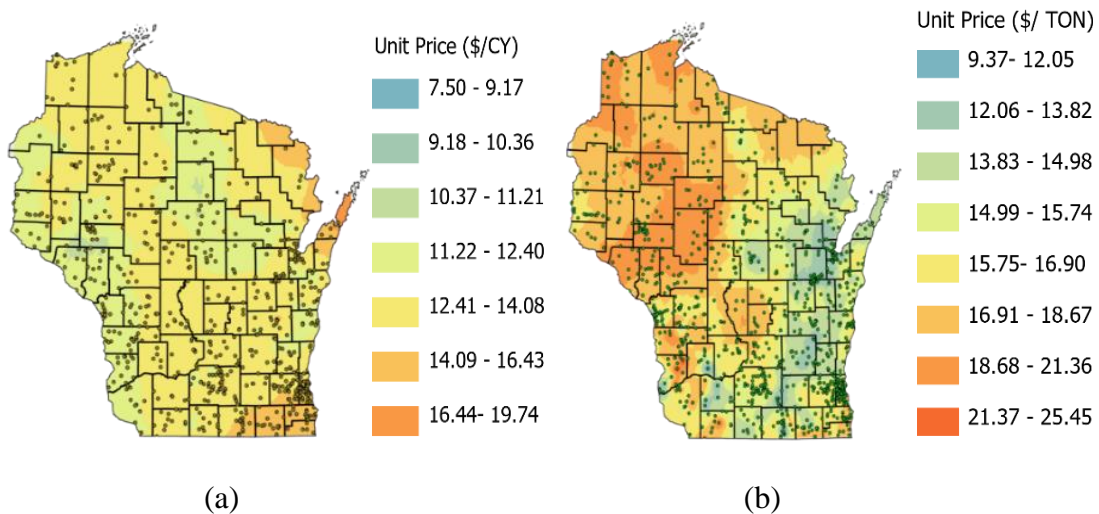 Unit Price ($/CY)
7.50 - 9.17
9.18 - 10.36
10.37 - 11.21
11.22 - 12.40
12.41 - 14.08
14.09 - 16.43
16.44- 19.74
(a)
Unit Price ($/ TON)
9.37- 12.05
12.06 - 13.82
13.83 - 14.98
14.99 - 15.74
15.75- 16.90
16.91 - 18.67
18.68 - 21.36
21.37 - 25.45
(b)